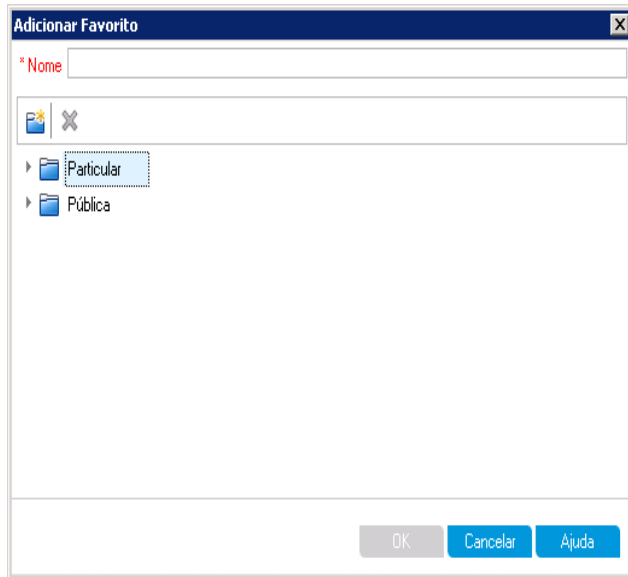 Adicionar Favorito
* Nome
Particular
Pública
OK Cancelar Ajuda